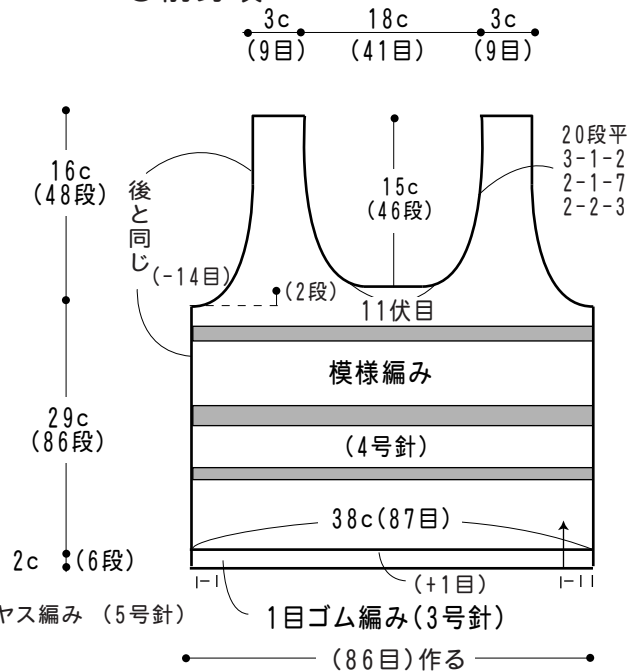 3c 18c 3c
(9目) (41目) (9目)
20段平
3-1-2
2-1-7
2-2-3
16c
(48段)
後と同じ
15c
(46段)
(-14目)
(2段)
11伏目
模様編み
29c
(86段)
(4号針)
38c(87目)
2c (6段)
(+1目)
ヤス編み (5号針)
1目ゴム編み(3号針)
(86目)作る